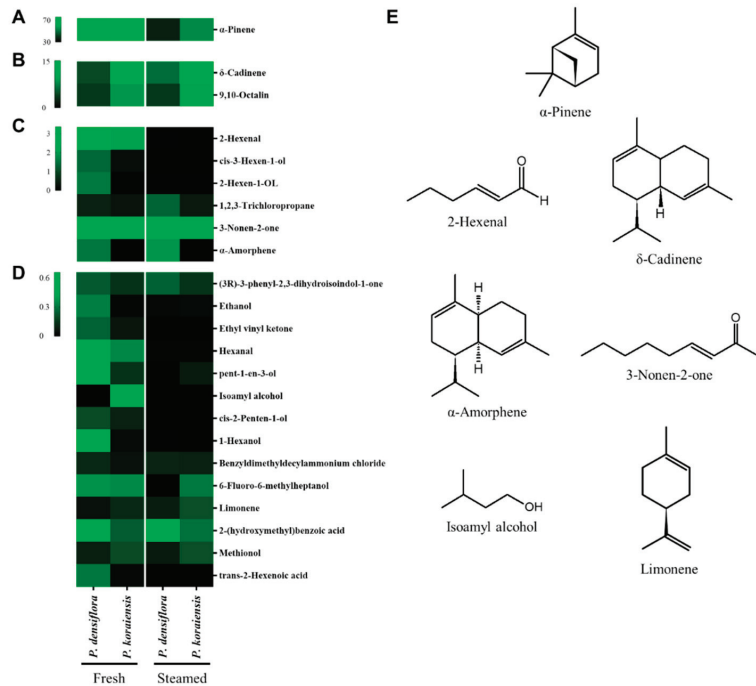 A
70
30
α-Pinene
B
15
0
δ-Cadinene
9,10-Octalin
C
3
2
1
0
2-Hexenal
cis-3-Hexen-1-ol
2-Hexen-1-OL
1,2,3-Trichloropropane
3-Nonen-2-one
α-Amorphene
D
0.6
0.3
0
(3R)-3-phenyl-2,3-dihydroisoindol-1-one
Ethanol
Ethyl vinyl ketone
Hexanal
pent-1-en-3-ol
Isoamyl alcohol
cis-2-Penten-1-ol
1-Hexanol
Benzyldimethyldecylammonium chloride
6-Fluoro-6-methylheptanol
Limonene
2-(hydroxymethyl)benzoic acid
Methionol
trans-2-Hexenoic acid
P. densiflora
P. koraiensis
P. densiflora
P. koraiensis
Fresh
Steamed
E
α-Pinene
O
H
2-Hexenal
H
δ-Cadinene
H
H
α-Amorphene
O
3-Nonen-2-one
OH
Isoamyl alcohol
Limonene